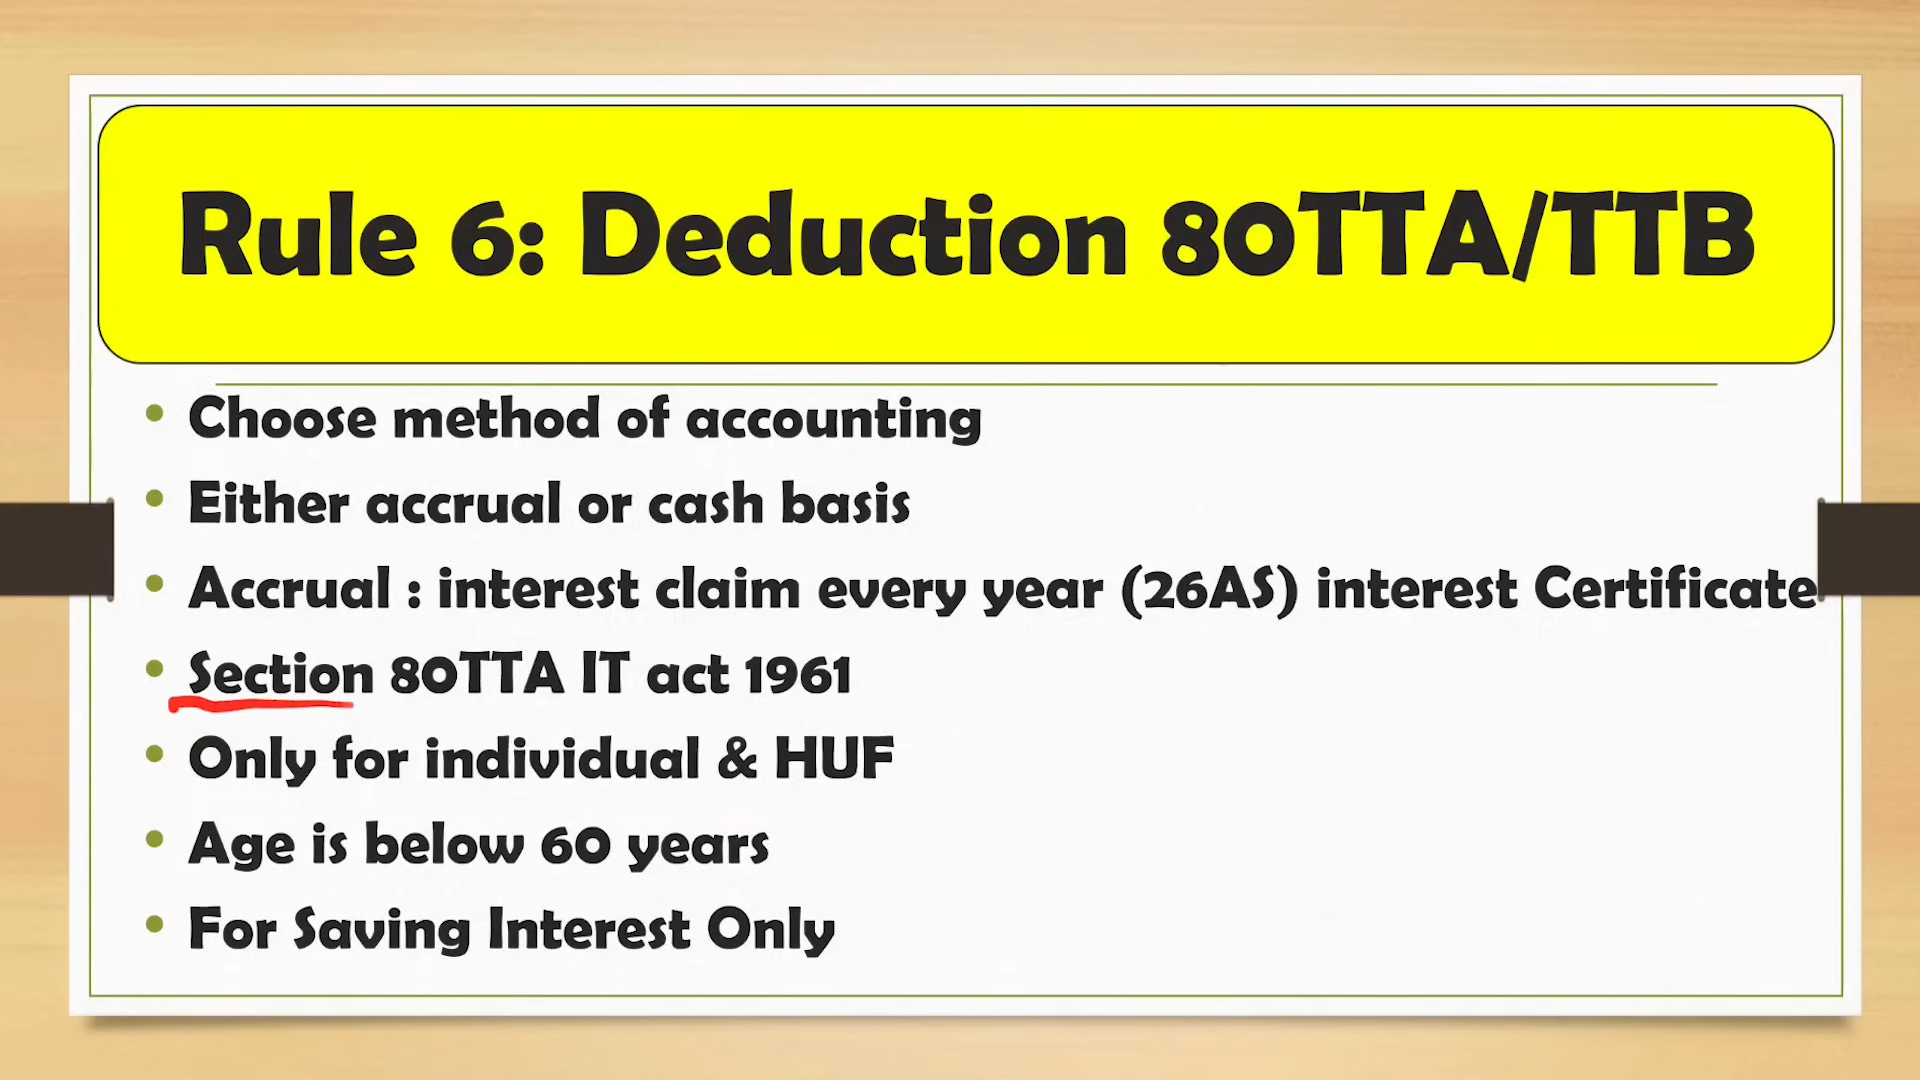 Rule 6: Deduction 80TTA/TTB
• Choose method of accounting
• Either accrual or cash basis
• Accrual : interest claim every year (26AS) interest Certificate
• Section 80TTA IT act 1961
• Only for individual & HUF
• Age is below 60 years
• For Saving Interest Only